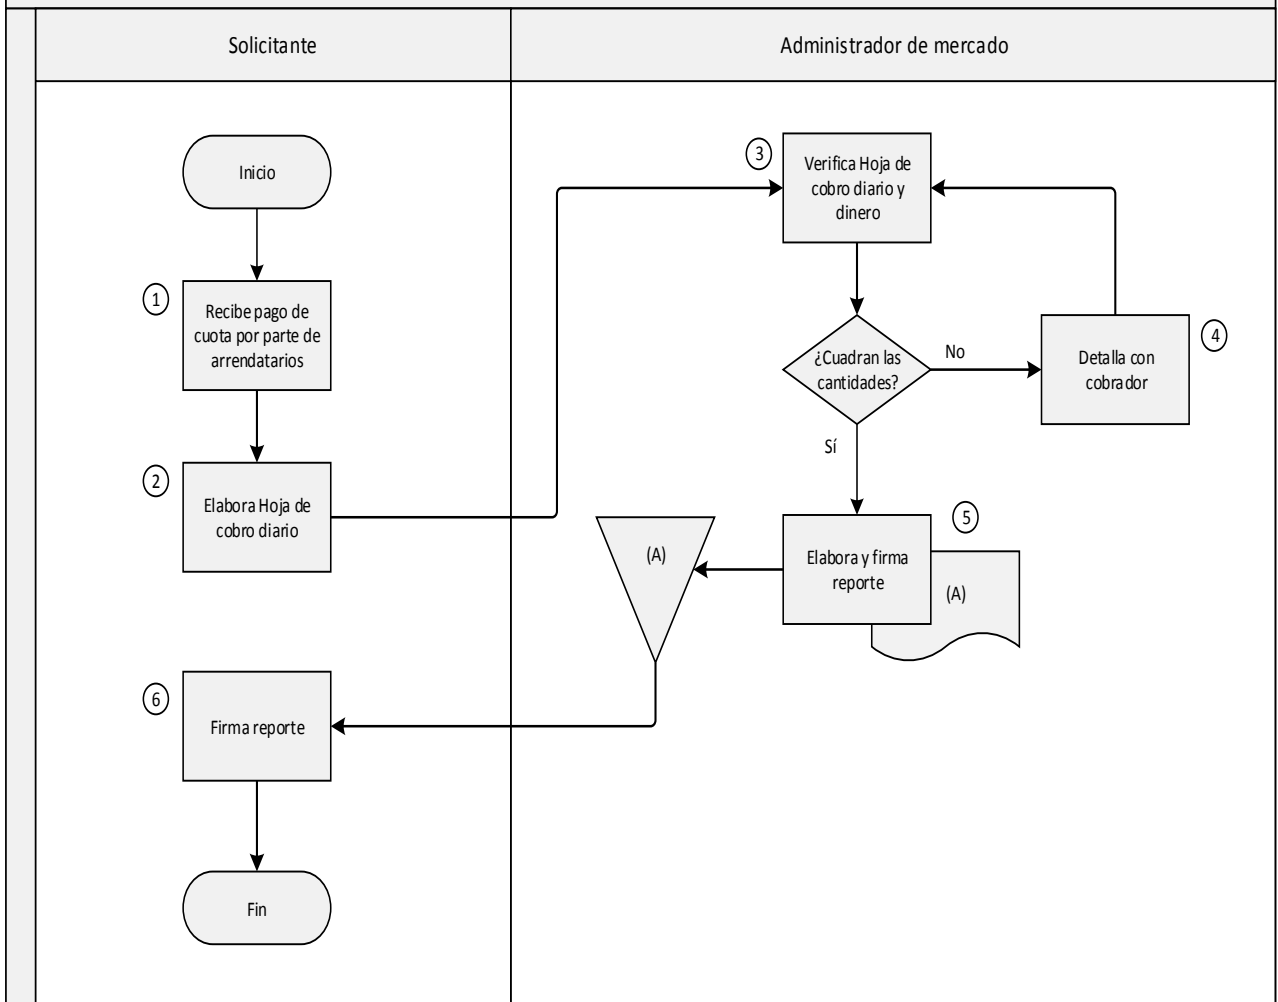 Solicitante
Administrador de mercado
Inicio
1
Recibe pago de
cuota por parte de
arrendatarios
2
Elabora Hoja de
cobro diario
3
Verifica Hoja de
cobro diario y
dinero
¿Cuadran las
cantidades?
No
4
Detalla con
cobrador
Sí
5
Elabora y firma
reporte
(A)
(A)
6
Firma reporte
Fin